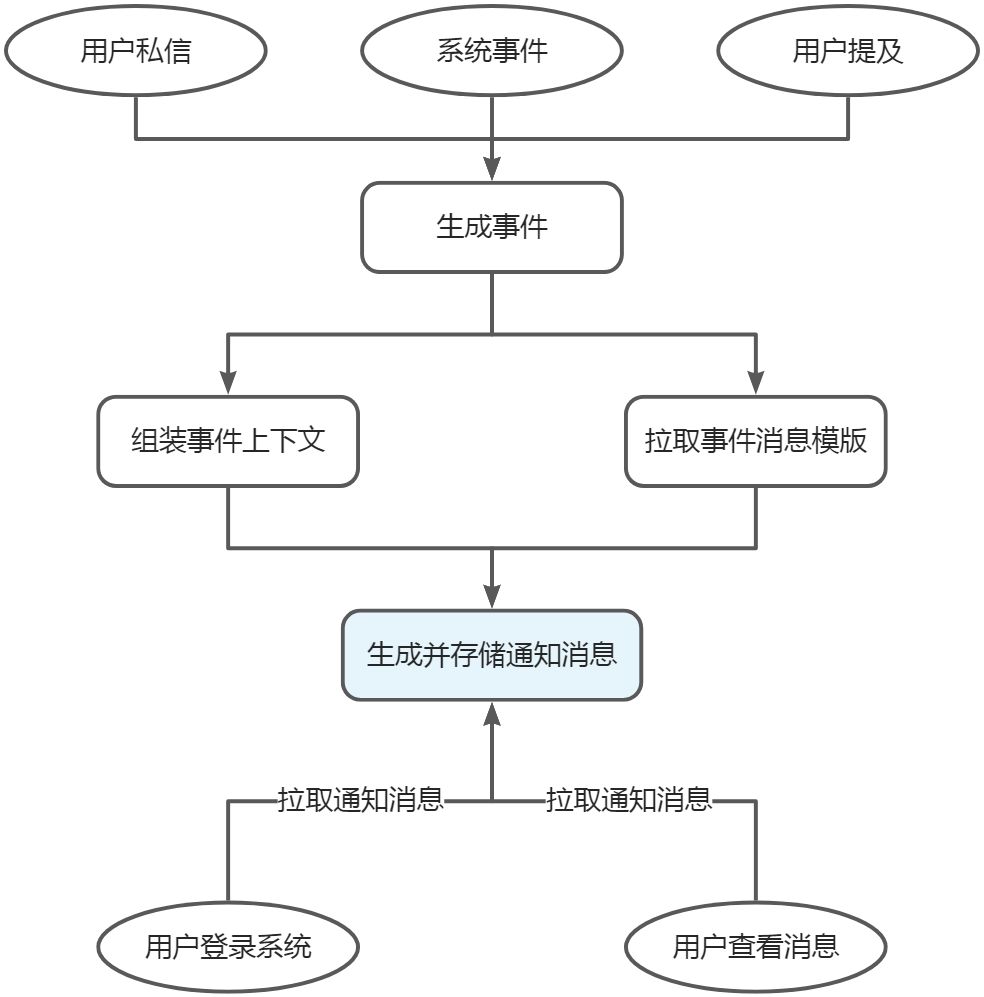 用户私信
系统事件
用户提及
生成事件
组装事件上下文
拉取事件消息模版
生成并存储通知消息
拉取通知消息
拉取通知消息
用户登录系统
用户查看消息